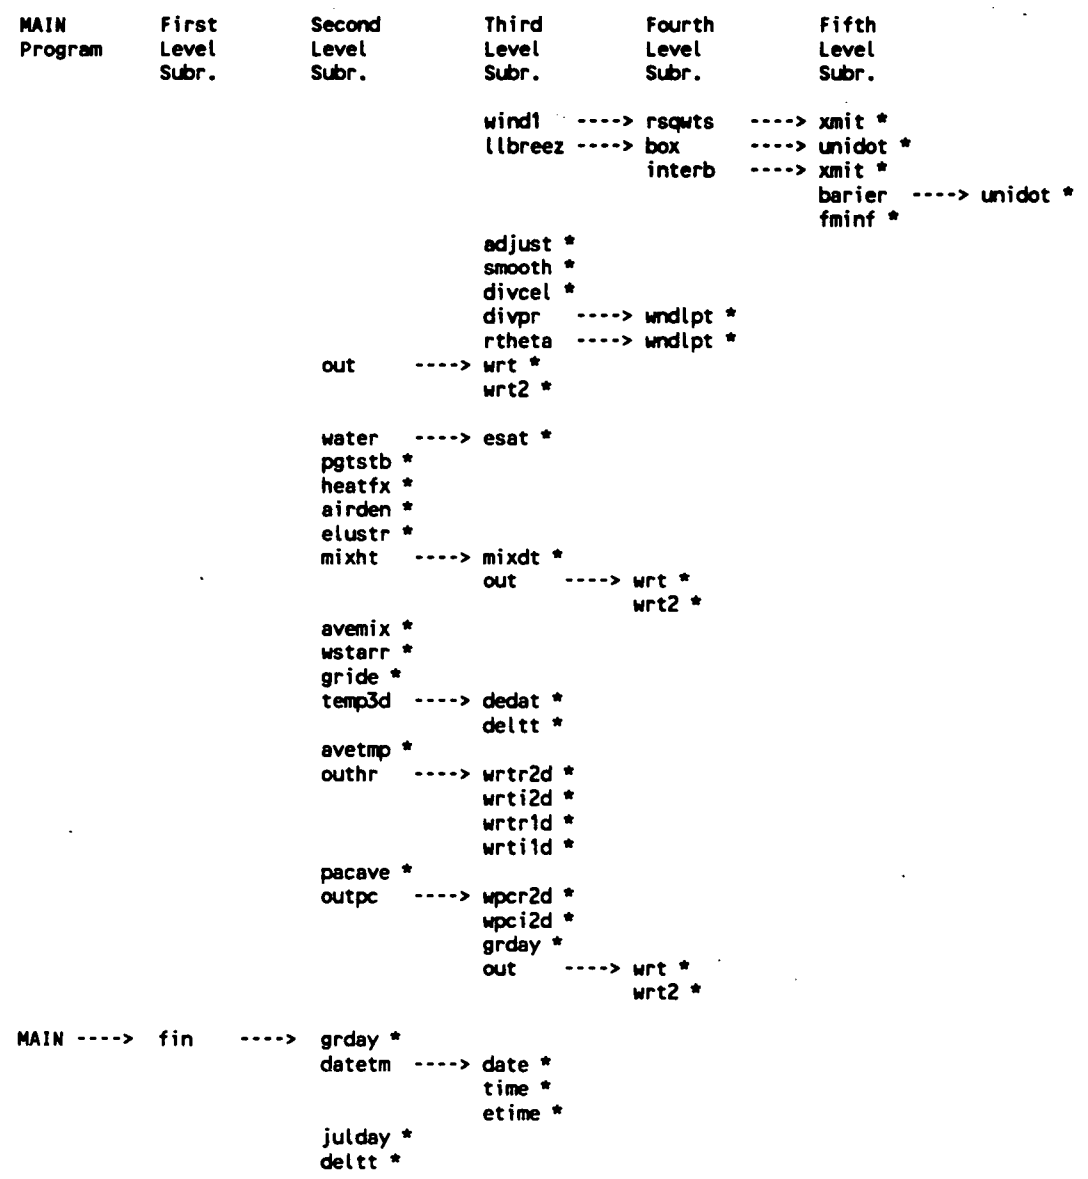 MAIN First Second Third Fourth Fifth
Program Level Level Level Level Level
Subr. Subr. Subr. Subr. Subr.
wind1 ----> rsqwts ----> xmit *
llbreez ----> box ----> unidot *
interb ----> xmit *
barier ----> unidot *
fminf *
adjust *
smooth *
divcel *
divpr ----> wndlpt *
rtheta ----> wndlpt *
out ----> wrt *
wrt2 *
water ----> esat *
pgtstb *
heatfx *
airden *
elustr *
mixht ----> mixdt *
out ----> wrt *
wrt2 *
avemix *
wstarr *
gride *
temp3d ----> dedat *
deltt *
avetmp *
outhr ----> wrtr2d *
wrti2d *
wrtr1d *
wrti1d *
pacave *
outpc ----> wpcr2d *
wpci2d *
grday *
out ----> wrt *
wrt2 *
MAIN ----> fin ----> grday *
datetm ----> date *
time *
etime *
julday *
deltt *